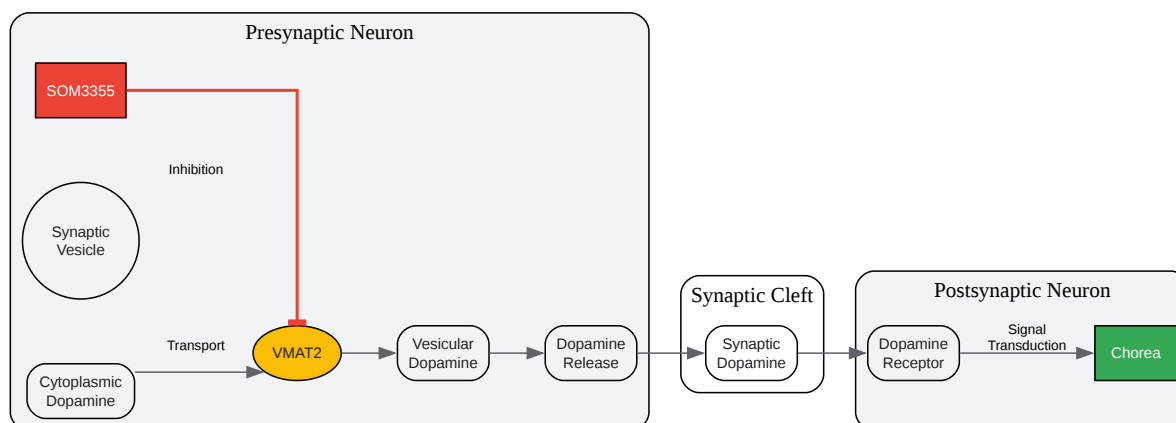 Presynaptic Neuron
SOM3355
Inhibition
Synaptic
Vesicle
Transport
VMAT2
Cytoplasmic
Dopamine
Vesicular
Dopamine
Dopamine
Release
Synaptic Cleft
Synaptic
Dopamine
Postsynaptic Neuron
Dopamine
Receptor
Signal
Transduction
Chorea